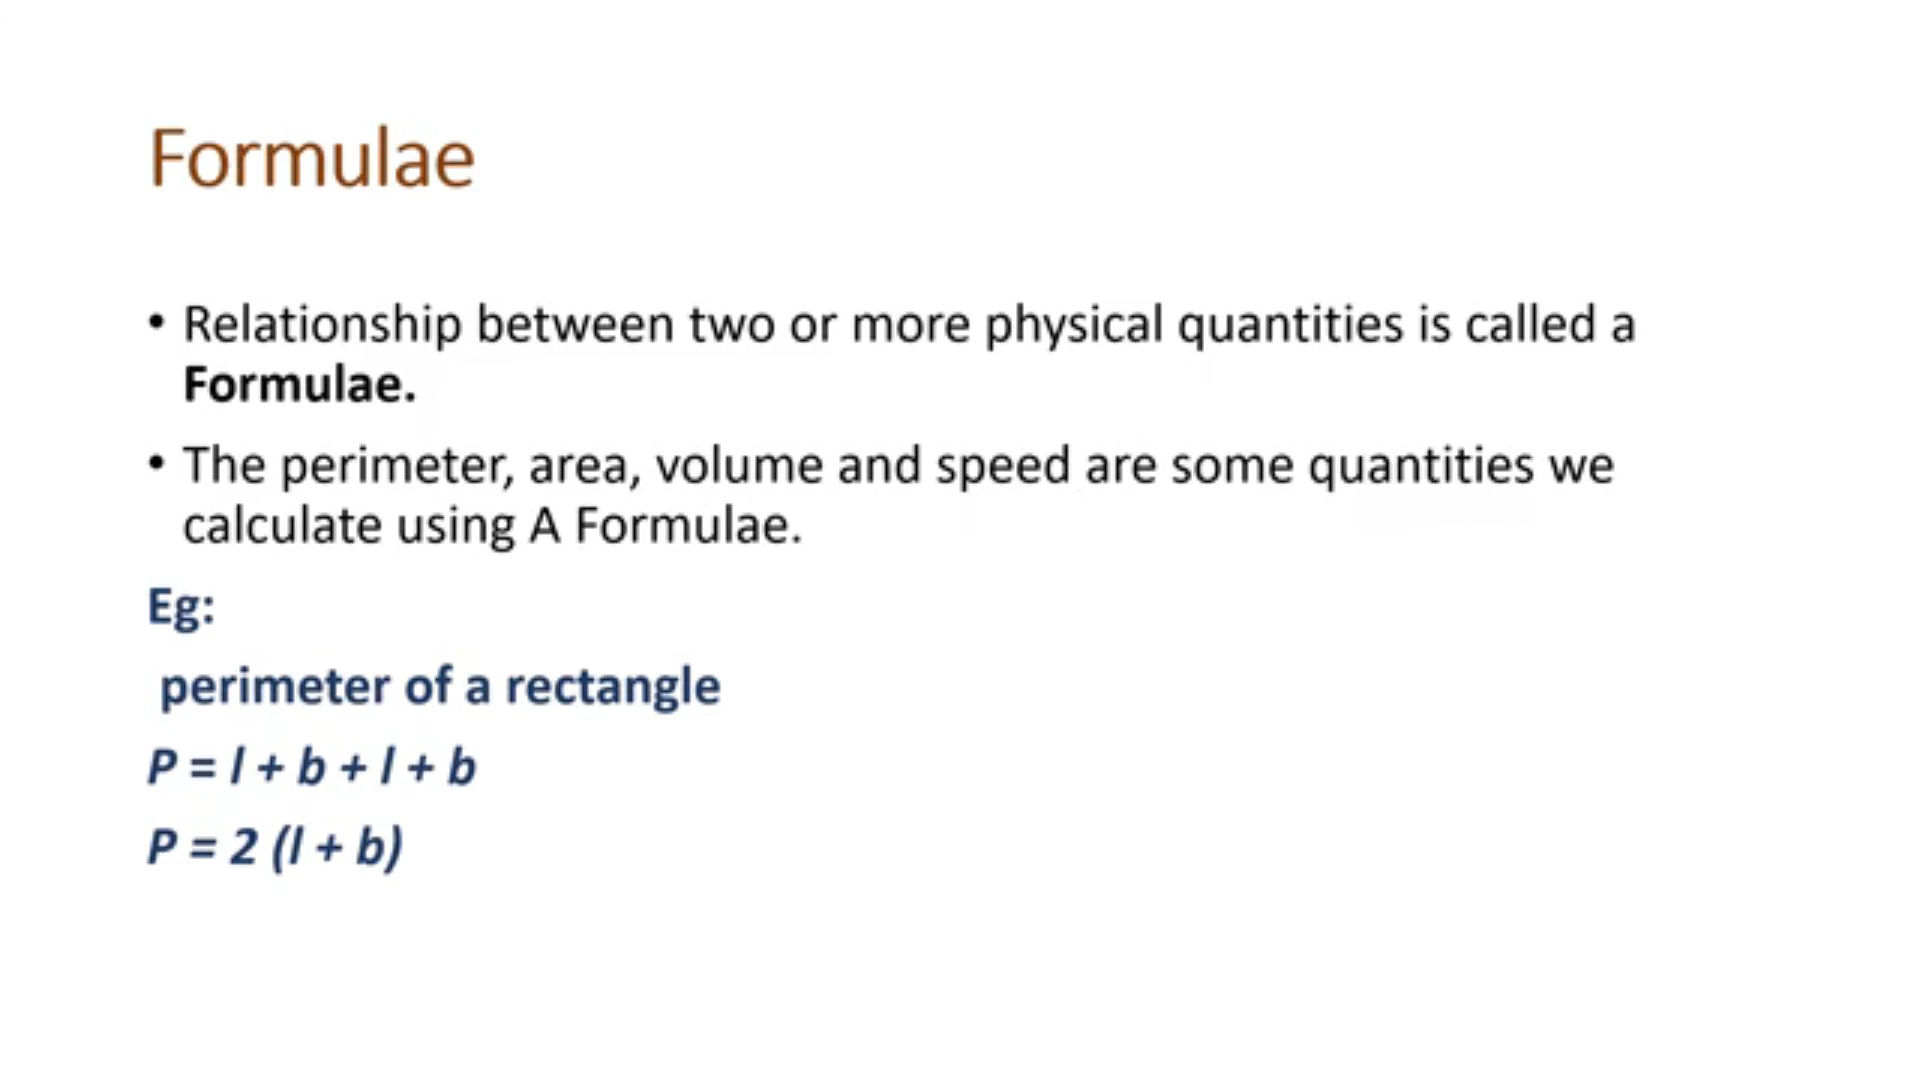 Formulae
• Relationship between two or more physical quantities is called a
Formulae.
• The perimeter, area, volume and speed are some quantities we
calculate using A Formulae.
Eg:
perimeter of a rectangle
P = l + b + l + b
P = 2 (l + b)